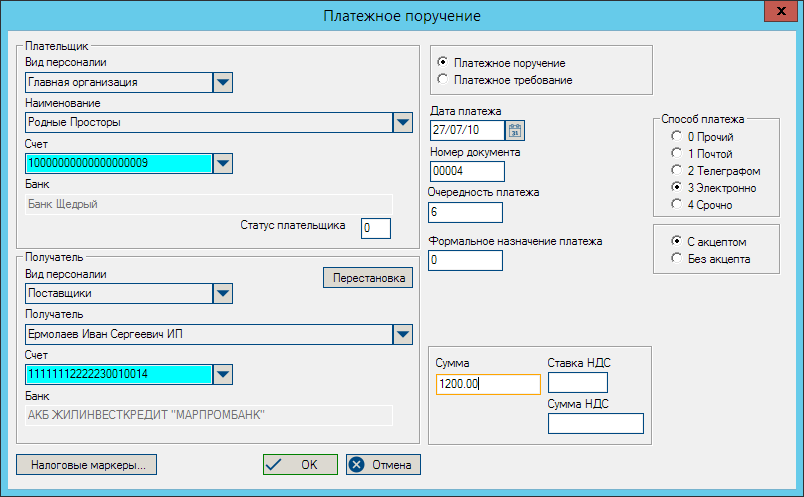 Платежное поручение
Плательщик
Вид персоналии
Главная организация
Наименование
Родные Просторы
Счет
10000000000000000009
Банк
Банк Щедрый
Статус плательщика 0
Получатель
Вид персоналии
Перестановка
Поставщики
Получатель
Ермолаев Иван Сергеевич ИП
Счет
11111112222230010014
Банк
АКБ ЖИЛИНВЕСТКРЕДИТ "МАРПРОМБАНК"
Платежное поручение
Платежное требование
Дата платежа
27/07/10
31
Номер документа
00004
Очередность платежа
6
Формальное назначение платежа
0
Способ платежа
0 Прочий
1 Почтой
2 Телеграфом
3 Электронно
4 Срочно
С акцептом
Без акцепта
Сумма
1200.00
Ставка НДС
Сумма НДС
Налоговые маркеры...
OK
Отмена